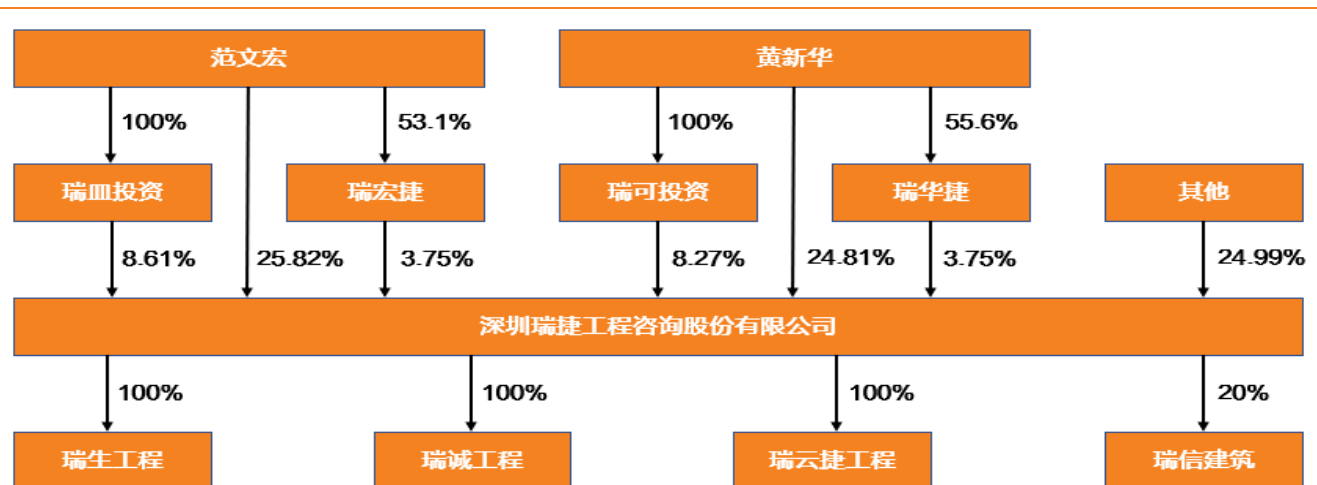 范文宏 黄新华
100% 53.1% 100% 55.6%
瑞皿投资 瑞宏捷 瑞可投资 瑞华捷 其他
8.61% 25.82% 3.75% 8.27% 24.81% 3.75% 24.99%
深圳瑞捷工程咨询股份有限公司
100% 100% 100% 20%
瑞生工程 瑞诚工程 瑞云捷工程 瑞信建筑